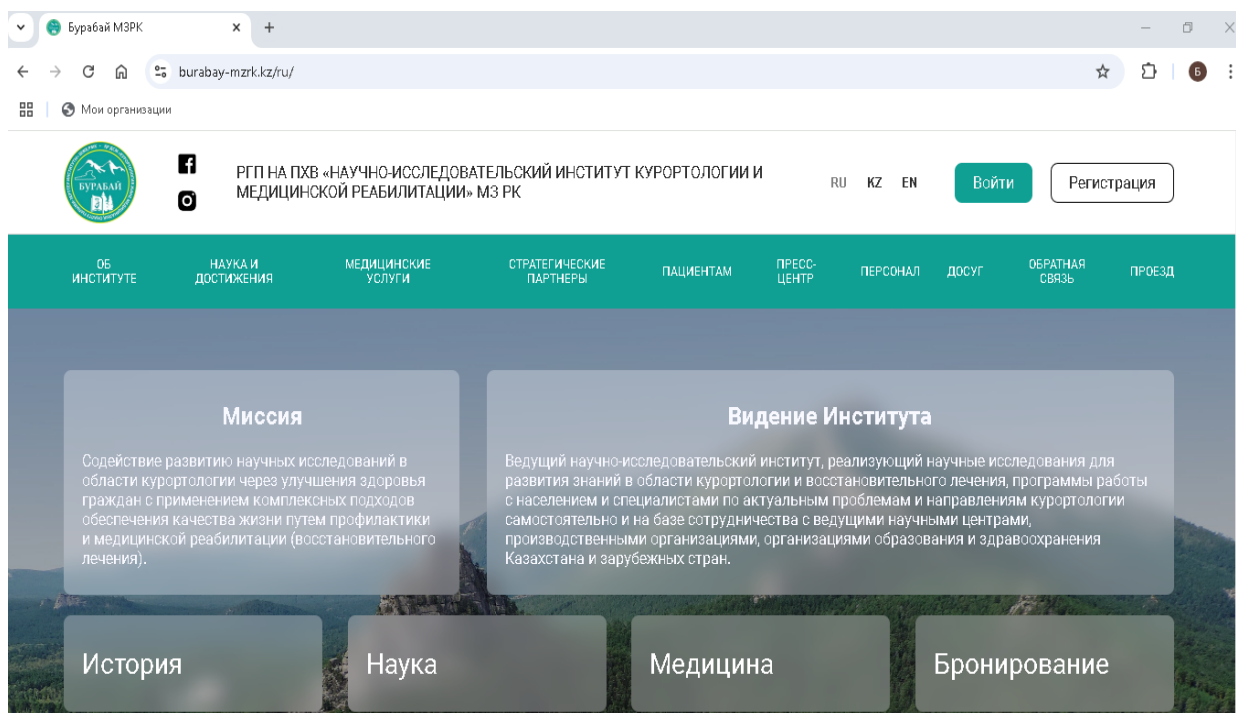 Бурабай МЗРК
burabay-mzrk.kz/ru/
Б
Мои организации
БУРАБАЙ
РГП НА ПХВ «НАУЧНО-ИССЛЕДОВАТЕЛЬСКИЙ ИНСТИТУТ КУРОРТОЛОГИИ И
МЕДИЦИНСКОЙ РЕАБИЛИТАЦИИ» МЗ РК
RU KZ EN
Войти
Регистрация
ОБ
ИНСТИТУТЕ
НАУКА И
ДОСТИЖЕНИЯ
МЕДИЦИНСКИЕ
УСЛУГИ
СТРАТЕГИЧЕСКИЕ
ПАРТНЕРЫ
ПАЦИЕНТАМ
ПРЕСС-
ЦЕНТР
ПЕРСОНАЛ
ДОСУГ
ОБРАТНАЯ
СВЯЗЬ
ПРОЕЗД
Миссия
Содействие развитию научных исследований в
области курортологии через улучшения здоровья
граждан с применением комплексных подходов
обеспечения качества жизни путем профилактики
и медицинской реабилитации (восстановительного
лечения).
Видение Института
Ведущий научно-исследовательский институт, реализующий научные исследования для
развития знаний в области курортологии и восстановительного лечения, программы работы
с населением и специалистами по актуальным проблемам и направлениям курортологии
самостоятельно и на базе сотрудничества с ведущими научными центрами,
производственными организациями, организациями образования и здравоохранения
Казахстана и зарубежных стран.
История
Наука
Медицина
Бронирование